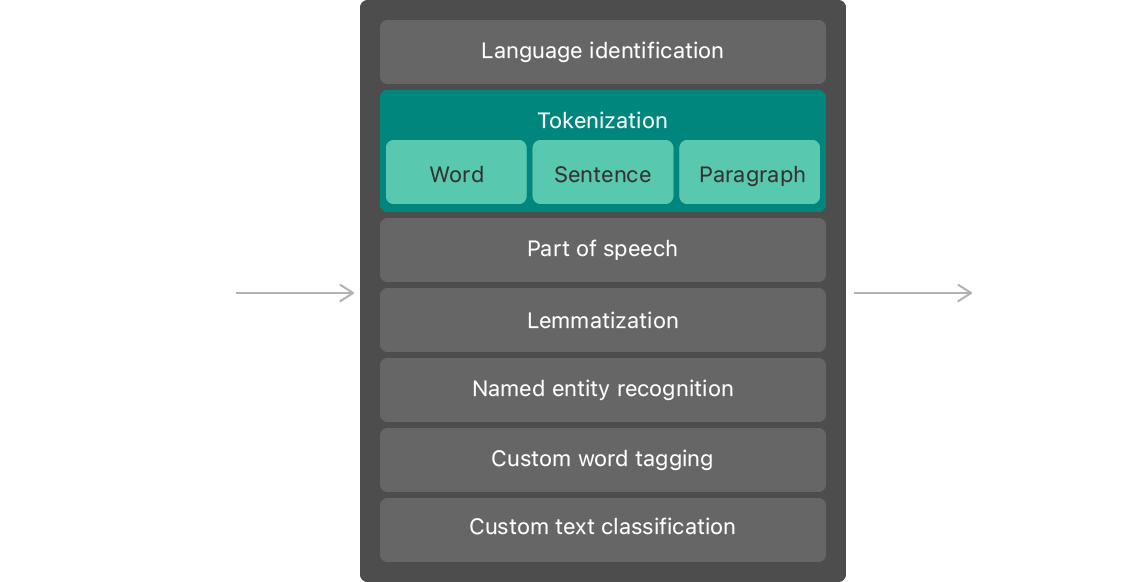 Language identification
Tokenization
Word Sentence Paragraph
Part of speech
Lemmatization
Named entity recognition
Custom word tagging
Custom text classification